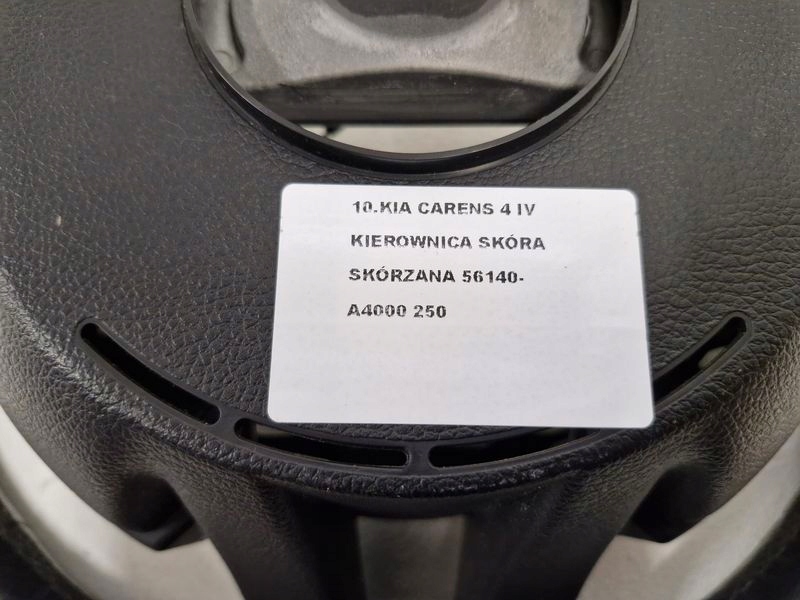 10.KIA CARENS 4 IV
KIEROWNICA SKÓRA
SKÓRZANA 56140-
A4000 250